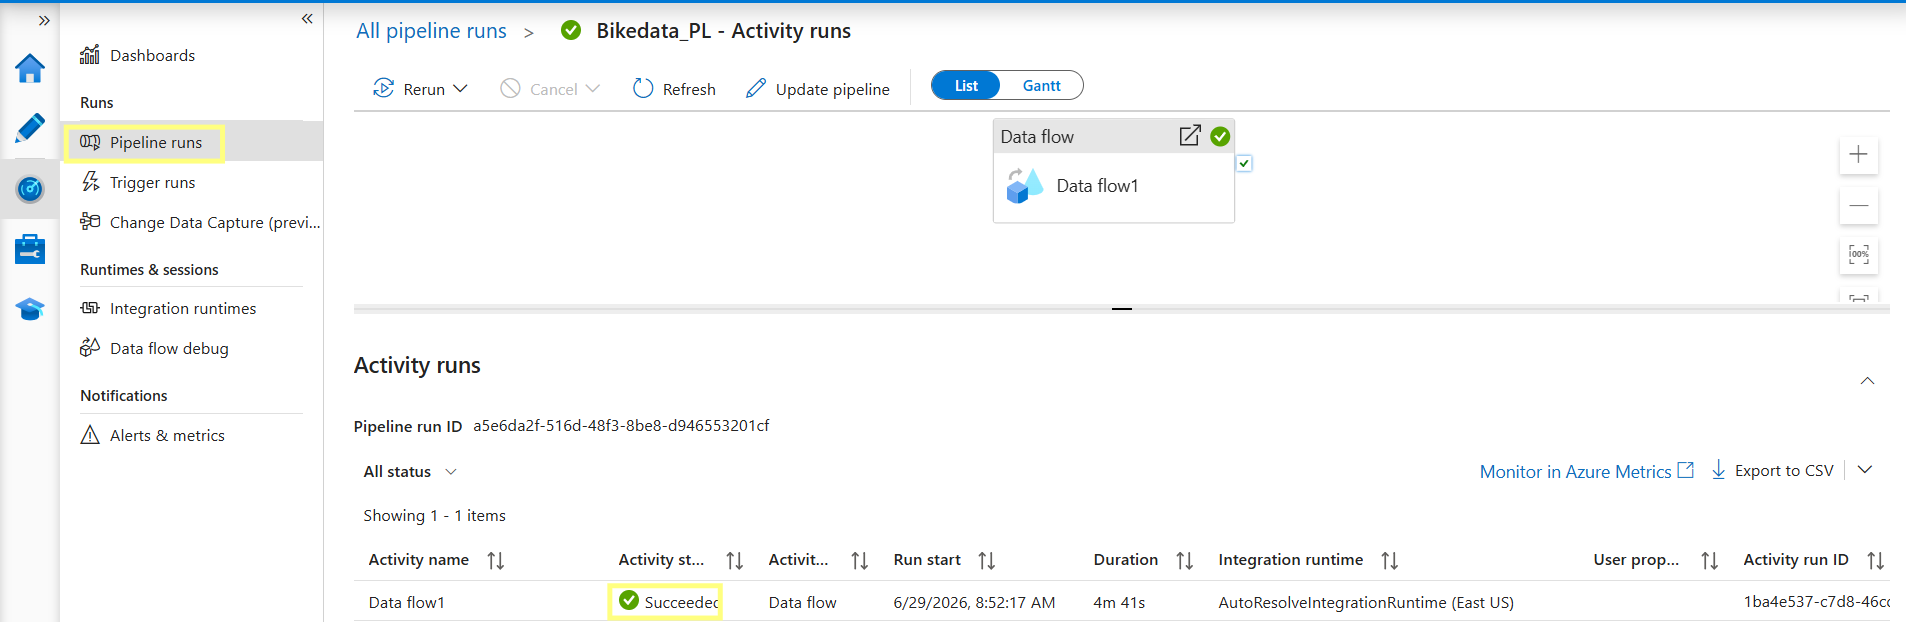 Dashboards
Runs
Pipeline runs
Trigger runs
Change Data Capture (previ...
Runtimes & sessions
Integration runtimes
Data flow debug
Notifications
Alerts & metrics
All pipeline runs > Bikedata_PL - Activity runs
Rerun Cancel Refresh Update pipeline List Gantt
Data flow
Data flow1
100%
Activity runs
Pipeline run ID a5e6da2f-516d-48f3-8be8-d946553201cf
All status
Monitor in Azure Metrics Export to CSV
Showing 1 - 1 items
Activity name Activity st... Activit... Run start Duration Integration runtime User prop... Activity run ID
Data flow1 Succeeded Data flow 6/29/2026, 8:52:17 AM 4m 41s AutoResolveIntegrationRuntime (East US) 1ba4e537-c7d8-46cc